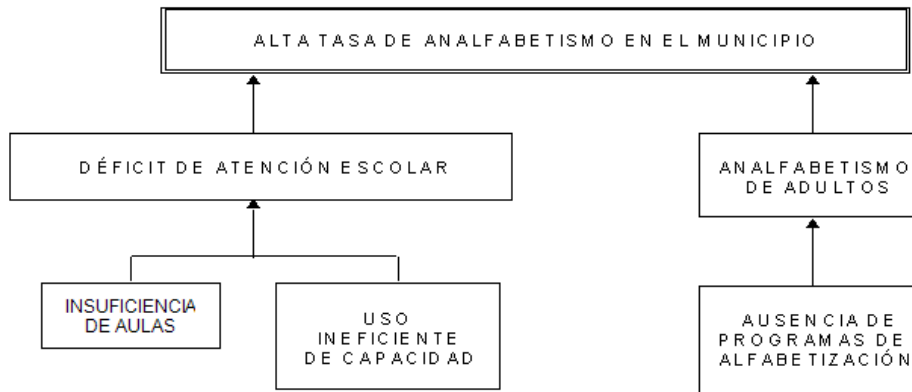 ALTA TASA DE ANALFABETISMO EN EL MUNICIPIO
DÉFICIT DE ATENCIÓN ESCOLAR
ANALFABETISMO
DE ADULTOS
INSUFICIENCIA
DE AULAS
USO
INEFICIENTE
DE CAPACIDAD
AUSENCIA DE
PROGRAMAS DE
ALFABETIZACIÓN